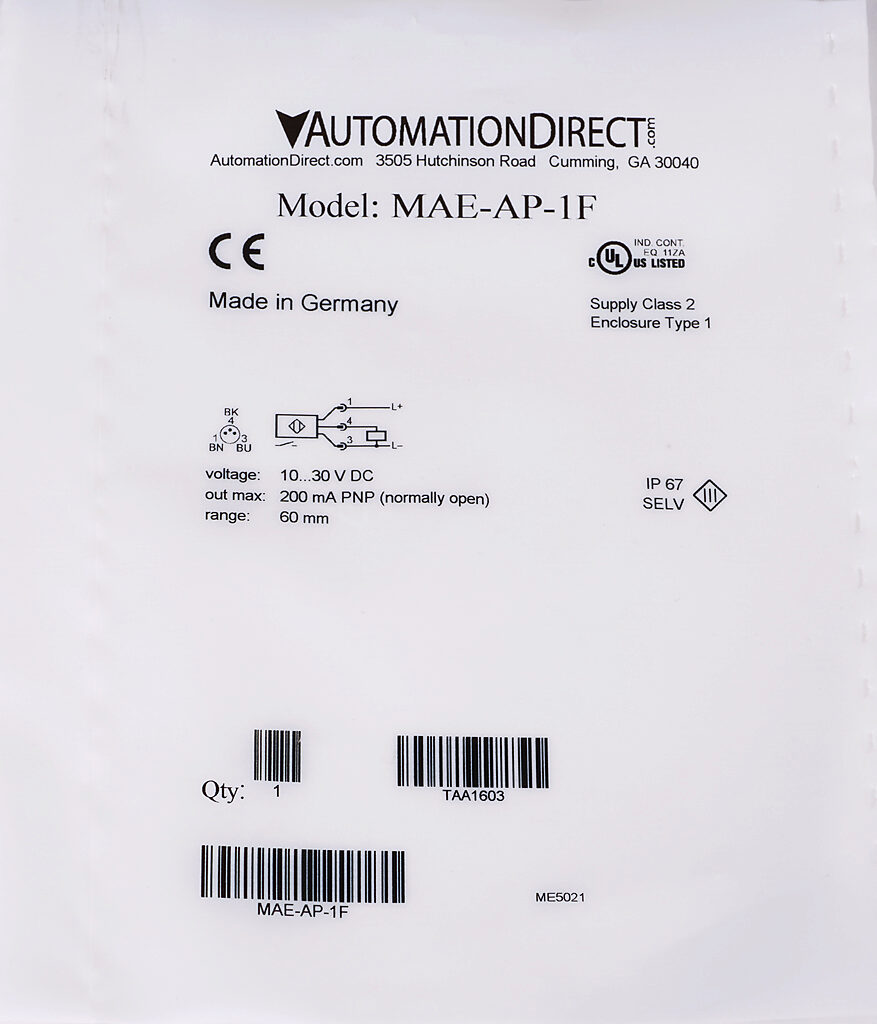 AUTOMATIONDIRECT.com
AutomationDirect.com 3505 Hutchinson Road Cumming, GA 30040
Model: MAE-AP-1F
CE
IND. CONT.
EQ. 11ZA
C UL US LISTED
Made in Germany
Supply Class 2
Enclosure Type 1
BK
4
1 3
BN BU
1 L+
4
3 L–
voltage: 10...30 V DC
out max: 200 mA PNP (normally open)
range: 60 mm
IP 67
SELV
III
Qty: 1
TAA1603
MAE-AP-1F
ME5021